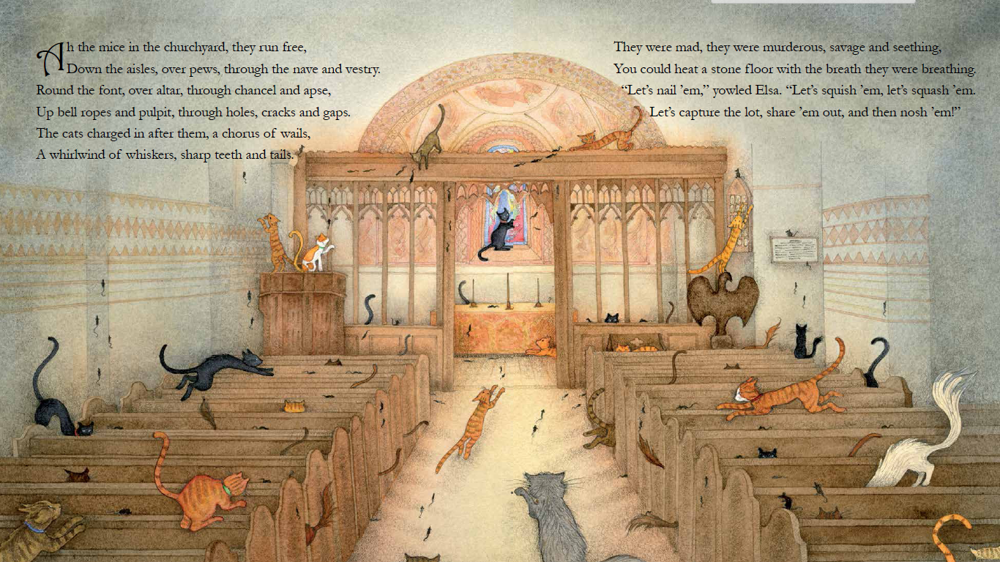 Ah the mice in the churchyard, they run free,
Down the aisles, over pews, through the nave and vestry.
Round the font, over altar, through chancel and apse,
Up bell ropes and pulpit, through holes, cracks and gaps.
The cats charged in after them, a chorus of wails,
A whirlwind of whiskers, sharp teeth and tails.
They were mad, they were murderous, savage and seething,
You could heat a stone floor with the breath they were breathing.
“Let’s nail ’em,” yowled Elsa. “Let’s squish ’em, let’s squash ’em.
Let’s capture the lot, share ’em out, and then nosh ’em!”